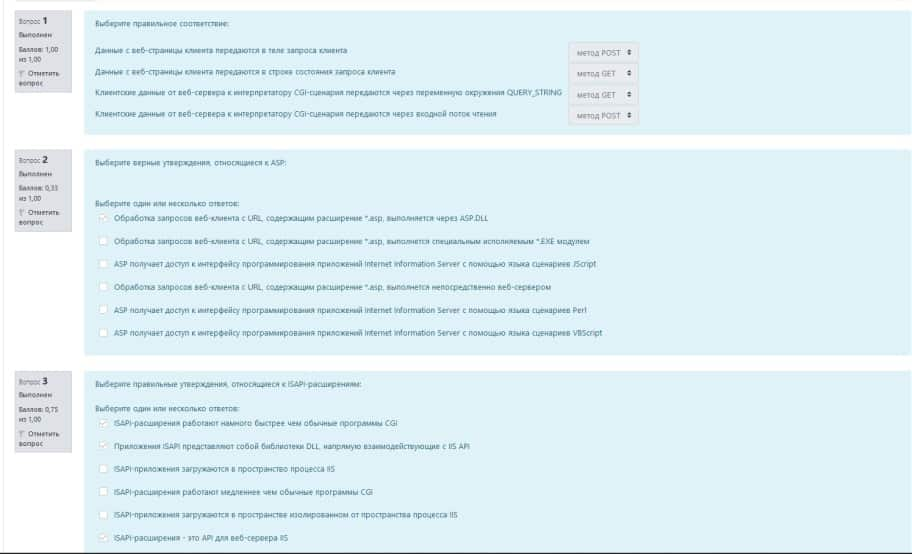 Вопрос 1
Выполнен
Баллов: 1,00
из 1,00
Отметить
вопрос
Выберите правильное соответствие:
Данные с веб-страницы клиента передаются в теле запроса клиента
метод POST
Данные с веб-страницы клиента передаются в строке состояния запроса клиента
метод GET
Клиентские данные от веб-сервера к интерпретатору CGI-сценария передаются через переменную окружения QUERY_STRING
метод GET
Клиентские данные от веб-сервера к интерпретатору CGI-сценария передаются через входной поток чтения
метод POST
Вопрос 2
Выполнен
Баллов: 0,33
из 1,00
Отметить
вопрос
Выберите верные утверждения, относящиеся к ASP:
Выберите один или несколько ответов:
Обработка запросов веб-клиента с URL, содержащим расширение *.asp, выполняется через ASP.DLL
Обработка запросов веб-клиента с URL, содержащим расширение *.asp, выполнется специальным исполняемым *.EXE модулем
ASP получает доступ к интерфейсу программирования приложений Internet Information Server с помощью языка сценариев JScript
Обработка запросов веб-клиента с URL, содержащим расширение *.asp, выполнется непосредственно веб-сервером
ASP получает доступ к интерфейсу программирования приложений Internet Information Server с помощью языка сценариев Perl
ASP получает доступ к интерфейсу программирования приложений Internet Information Server с помощью языка сценариев VBScript
Вопрос 3
Выполнен
Баллов: 0,75
из 1,00
Отметить
вопрос
Выберите правильные утверждения, относящиеся к ISAPI-расширениям:
Выберите один или несколько ответов:
ISAPI-расширения работают намного быстрее чем обычные программы CGI
Приложения ISAPI представляют собой библиотеки DLL, напрямую взаимодействующие с IIS API
ISAPI-приложения загружаются в пространство процесса IIS
ISAPI-расширения работают медленнее чем обычные программы CGI
ISAPI-приложения загружаются в пространстве изолированном от пространства процесса IIS
ISAPI-расширения - это API для веб-сервера IIS